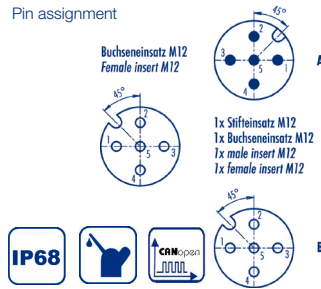 Pin assignment
45°
2
3
5
A
4
Buchseneinsatz M12
Female insert M12
45°
2
1
5
3
4
1x Stifteinsatz M12
1x Buchseneinsatz M12
1x male insert M12
1x female insert M12
45°
2
1
5
3
4
IP68
CANopen